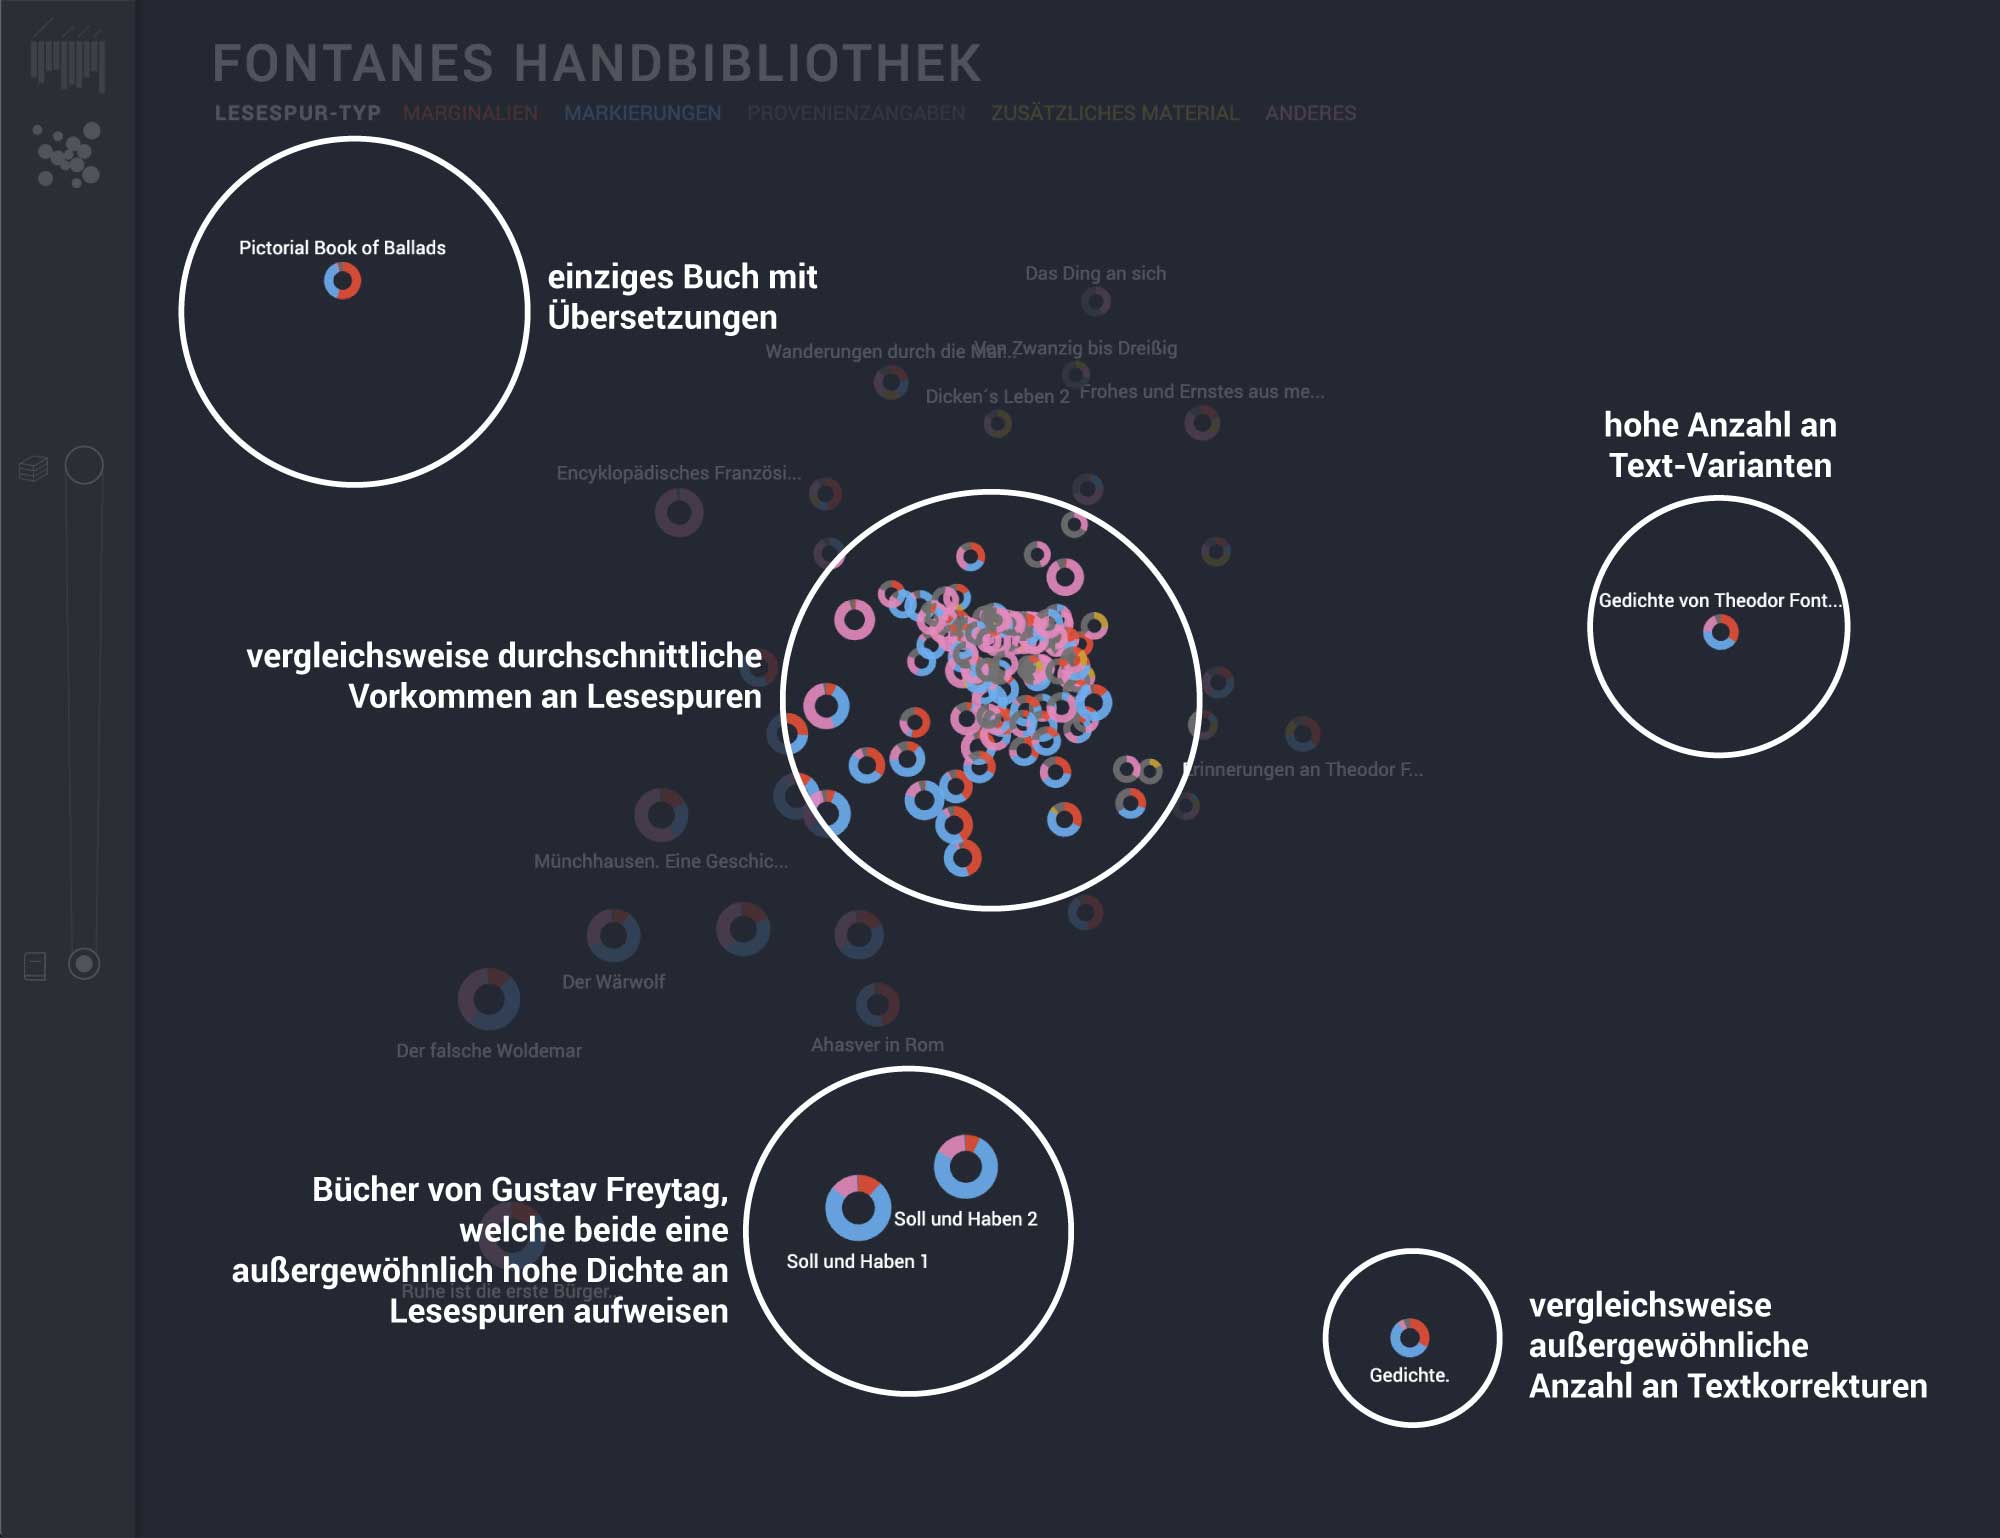 FONTANES HANDBIBLIOTHEK
LESESPUR-TYP MARGINALIEN MARKIERUNGEN PROVENIENZANGABEN ZUSÄTZLICHES MATERIAL ANDERES
Pictorial Book of Ballads
einziges Buch mit
Übersetzungen
Das Ding an sich
Wanderungen durch die Mar...
Von Zwanzig bis Dreißig
Dicken´s Leben 2
Frohes und Ernstes aus me...
hohe Anzahl an
Text-Varianten
Encyklopädisches Französi...
Gedichte von Theodor Font...
vergleichsweise durchschnittliche
Vorkommen an Lesespuren
Erinnerungen an Theodor F...
Münchhausen. Eine Geschic...
Der Wärwolf
Der falsche Woldemar
Ahasver in Rom
Bücher von Gustav Freytag,
welche beide eine
außergewöhnlich hohe Dichte an
Lesespuren aufweisen
Ruhe ist die erste Bürger...
Soll und Haben 2
Soll und Haben 1
vergleichsweise
außergewöhnliche
Anzahl an Textkorrekturen
Gedichte.